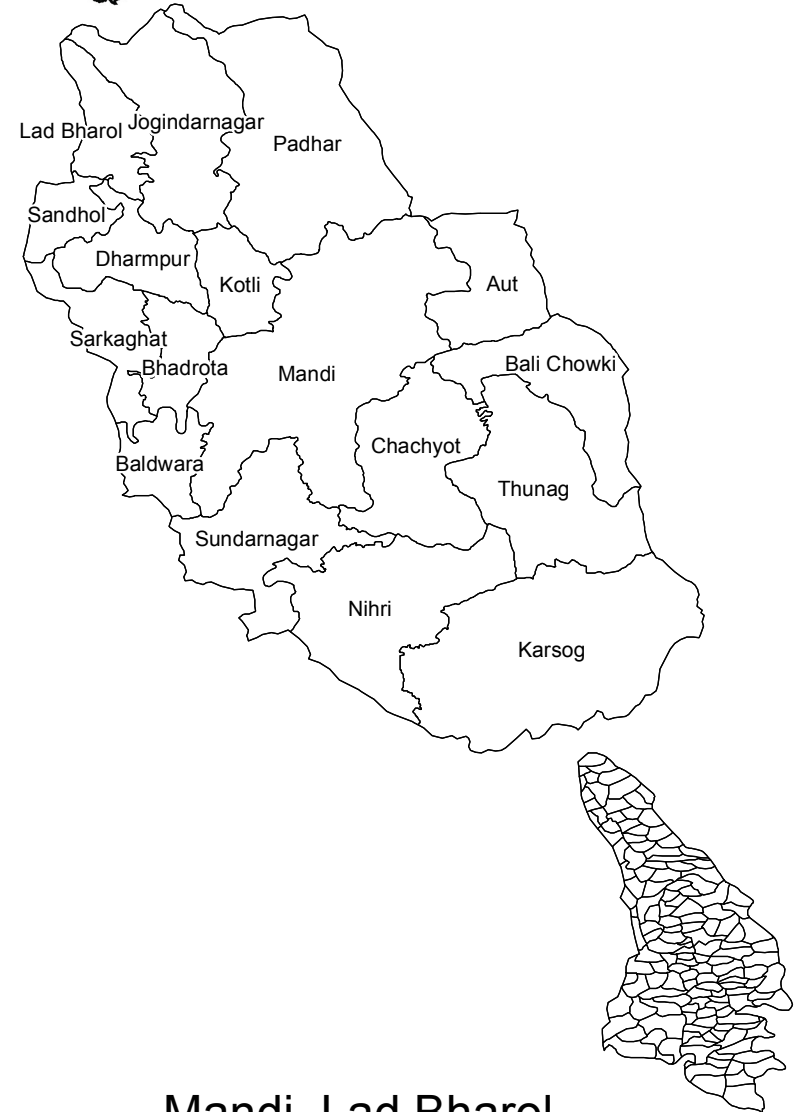 Lad Bharol
Jogindarnagar
Padhar
Sandhol
Dharmpur
Kotli
Aut
Sarkaghat
Bhadrota
Mandi
Bali Chowki
Chachyot
Baldwara
Thunag
Sundarnagar
Nihri
Karsog
Mandi, Lad Bharol